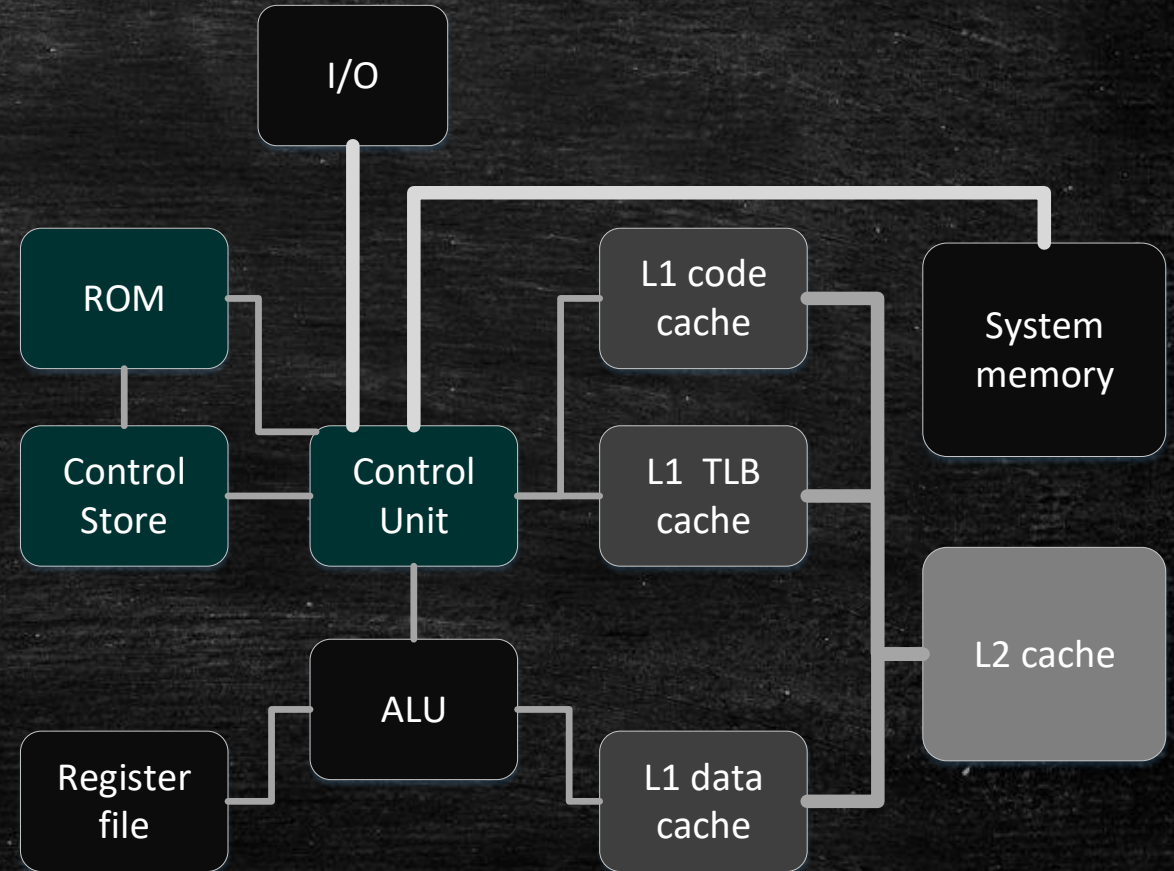 I/O
ROM
L1 code
cache
System
memory
Control
Store
Control
Unit
L1 TLB
cache
L2 cache
ALU
Register
file
L1 data
cache